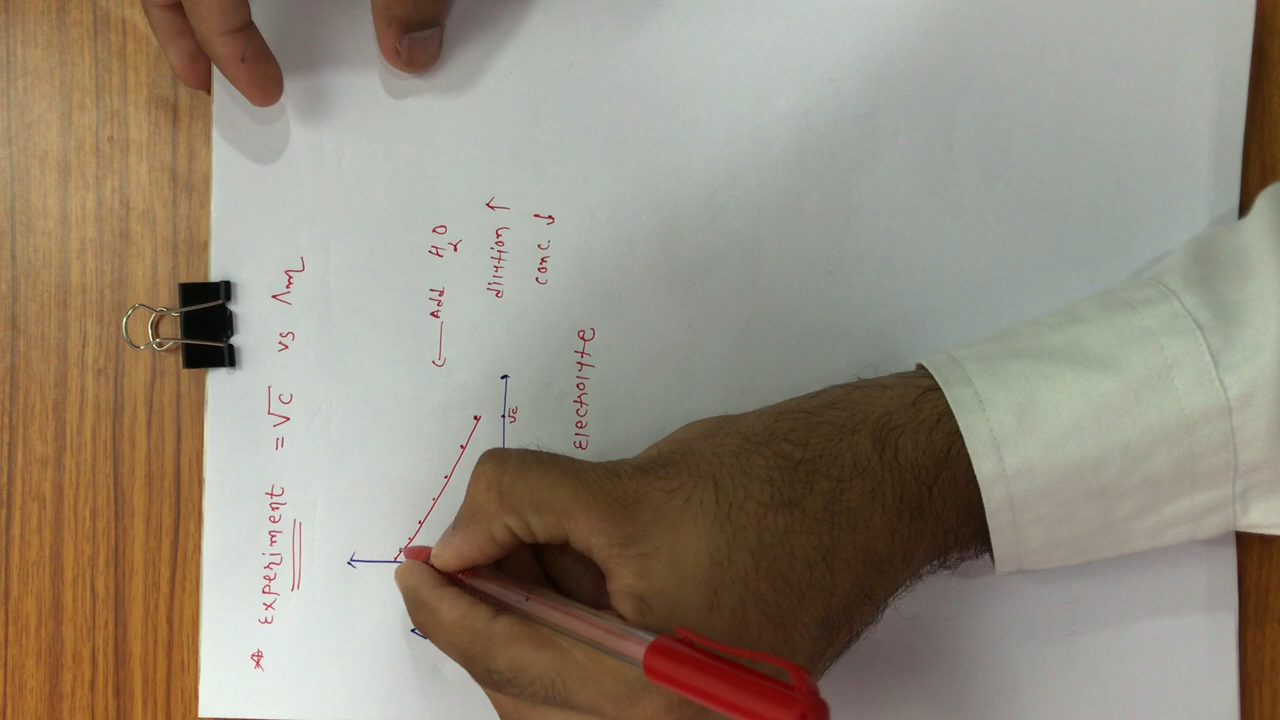 * Experiment = √c vs Λm
← Add H2O
dilution ↑
conc. ↓
√c
Electrolyte